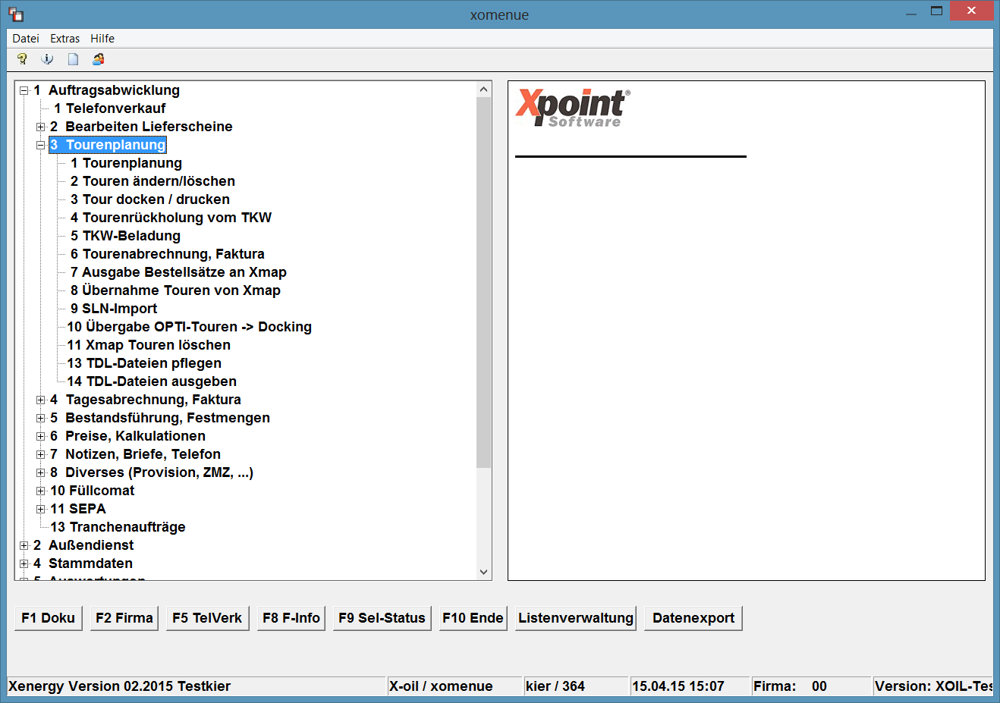 xomenue
Datei Extras Hilfe
1 Auftragsabwicklung
1 Telefonverkauf
2 Bearbeiten Lieferscheine
3 Tourenplanung
1 Tourenplanung
2 Touren ändern/löschen
3 Tour docken / drucken
4 Tourenrückholung vom TKW
5 TKW-Beladung
6 Tourenabrechnung, Faktura
7 Ausgabe Bestellsätze an Xmap
8 Übernahme Touren von Xmap
9 SLN-Import
10 Übergabe OPTI-Touren -> Docking
11 Xmap Touren löschen
13 TDL-Dateien pflegen
14 TDL-Dateien ausgeben
4 Tagesabrechnung, Faktura
5 Bestandsführung, Festmengen
6 Preise, Kalkulationen
7 Notizen, Briefe, Telefon
8 Diverses (Provision, ZMZ, ...)
10 Füllcomat
11 SEPA
13 Tranchenaufträge
2 Außendienst
4 Stammdaten
5 Auswertungen
Xpoint®
Software
F1 Doku F2 Firma F5 TelVerk F8 F-Info F9 Sel-Status F10 Ende Listenverwaltung Datenexport
Xenergy Version 02.2015 Testkier X-oil / xomenue kier / 364 15.04.15 15:07 Firma: 00 Version: XOIL-Tes